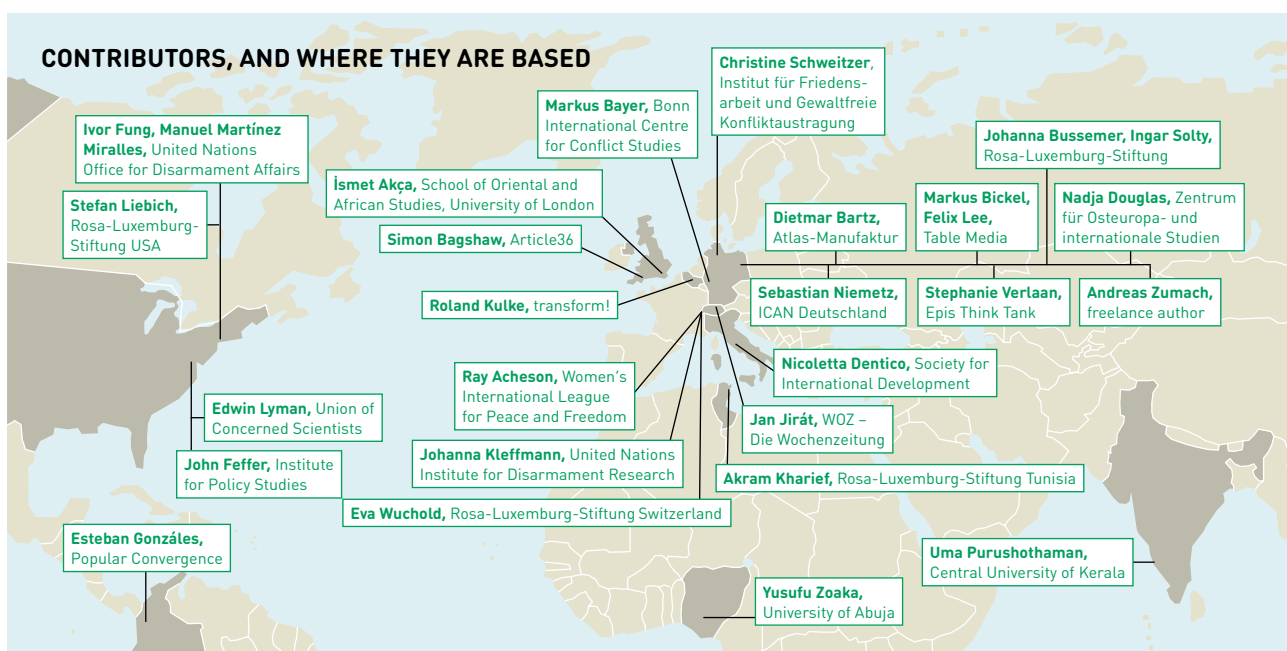 CONTRIBUTORS, AND WHERE THEY ARE BASED
Ivor Fung, Manuel Martínez
Miralles, United Nations
Office for Disarmament Affairs
Stefan Liebich,
Rosa-Luxemburg-
Stiftung USA
Edwin Lyman, Union of
Concerned Scientists
John Feffer, Institute
for Policy Studies
Esteban Gonzáles,
Popular Convergence
Markus Bayer, Bonn
International Centre
for Conflict Studies
İsmet Akça, School of Oriental and
African Studies, University of London
Simon Bagshaw, Article36
Roland Kulke, transform!
Ray Acheson, Women's
International League
for Peace and Freedom
Johanna Kleffmann, United Nations
Institute for Disarmament Research
Eva Wuchold, Rosa-Luxemburg-Stiftung Switzerland
Christine Schweitzer,
Institut für Friedens-
arbeit und Gewaltfreie
Konfliktaustragung
Johanna Bussemer, Ingar Solty,
Rosa-Luxemburg-Stiftung
Dietmar Bartz,
Atlas-Manufaktur
Markus Bickel,
Felix Lee,
Table Media
Nadja Douglas, Zentrum
für Osteuropa- und
internationale Studien
Sebastian Niemetz,
ICAN Deutschland
Stephanie Verlaan,
Epis Think Tank
Andreas Zumach,
freelance author
Nicoletta Dentico, Society for
International Development
Jan Jirát, WOZ –
Die Wochenzeitung
Akram Kharief, Rosa-Luxemburg-Stiftung Tunisia
Uma Purushothaman,
Central University of Kerala
Yusufu Zoaka,
University of Abuja